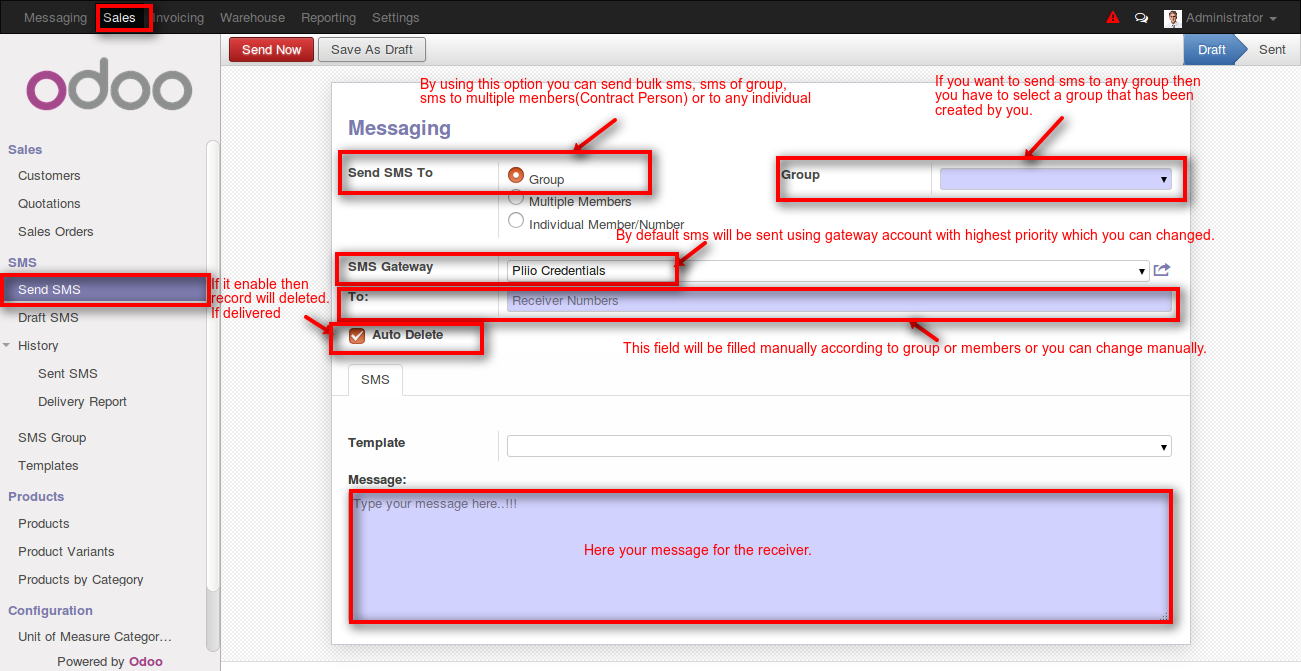 Messaging Sales Invoicing Warehouse Reporting Settings Administrator
Send Now Save As Draft Draft Sent
odoo
Sales
Customers
Quotations
Sales Orders
SMS
Send SMS
Draft SMS
History
Sent SMS
Delivery Report
SMS Group
Templates
Products
Products
Product Variants
Products by Category
Configuration
Unit of Measure Categor...
Powered by Odoo
By using this option you can send bulk sms, sms of group,
sms to multiple menbers(Contract Person) or to any individual
If you want to send sms to any group then
you have to select a group that has been
created by you.
Messaging
Send SMS To
Group
Multiple Members
Individual Member/Number
Group
By default sms will be sent using gateway account with highest priority which you can changed.
SMS Gateway
Pliio Credentials
To:
Receiver Numbers
If it enable then
record will deleted.
If delivered
Auto Delete
This field will be filled manually according to group or members or you can change manually.
SMS
Template
Message:
Type your message here..!!!
Here your message for the receiver.